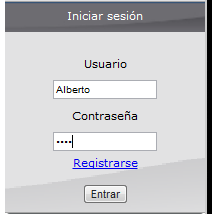 Iniciar sesión
Usuario
Alberto
Contraseña
••••
Registrarse
Entrar